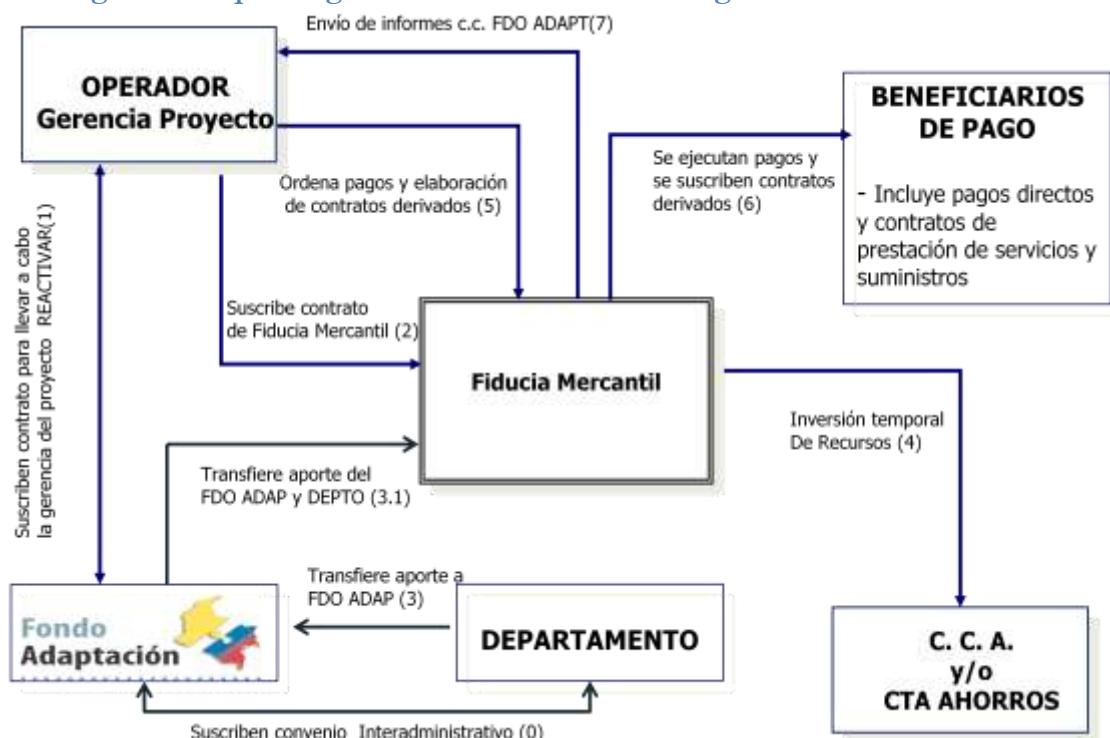 Envío de informes c.c. FDO ADAPT(7)
OPERADOR
Gerencia Proyecto
BENEFICIARIOS
DE PAGO
- Incluye pagos directos
y contratos de
prestación de servicios y
suministros
Se ejecutan pagos y
se suscriben contratos
derivados (6)
Ordena pagos y elaboración
de contratos derivados (5)
Suscriben contrato para llevar a cabo
la gerencia del proyecto REACTIVAR(1)
Suscribe contrato
de Fiducia Mercantil (2)
Fiducia Mercantil
Inversión temporal
De Recursos (4)
Transfiere aporte del
FDO ADAP y DEPTO (3.1)
Transfiere aporte a
FDO ADAP (3)
Fondo
Adaptación
DEPARTAMENTO
C. C. A.
y/o
CTA AHORROS
Suscriben convenio Interadministrativo (0)